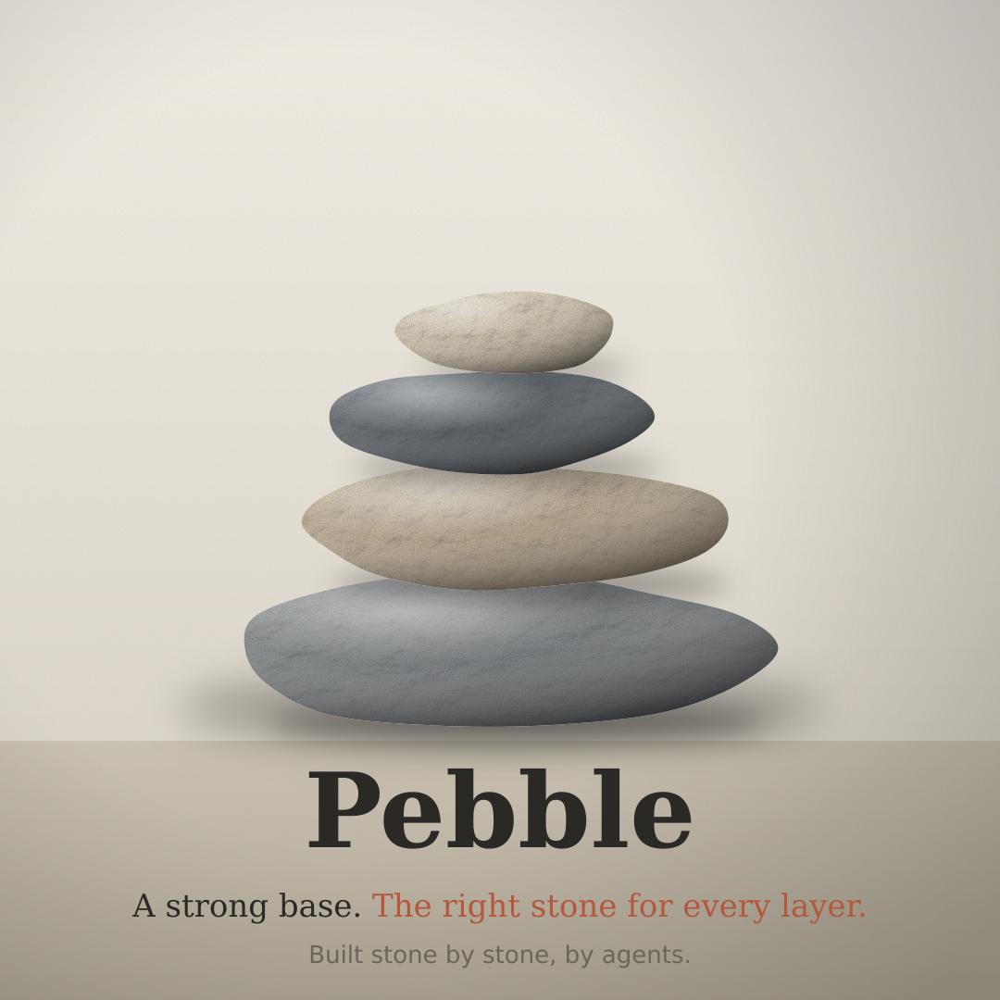 Pebble
A strong base. The right stone for every layer.
Built stone by stone, by agents.